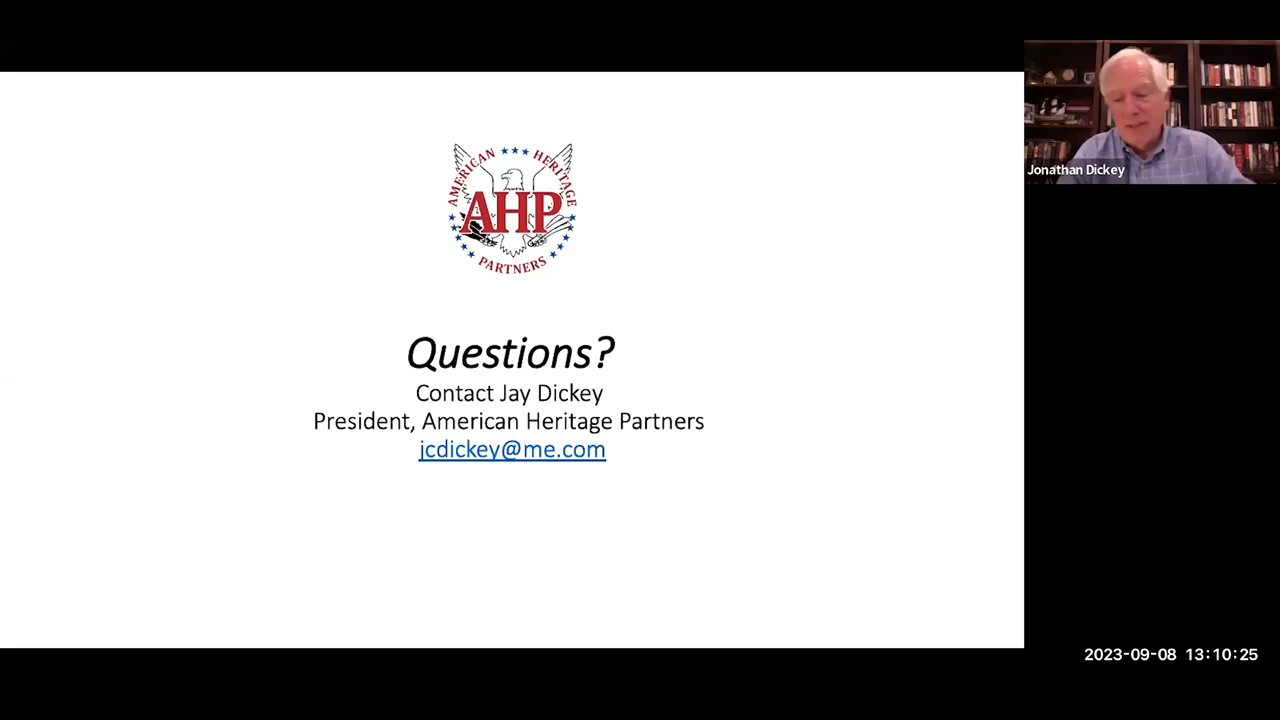 AMERICAN HERITAGE
AHP
PARTNERS
Questions?
Contact Jay Dickey
President, American Heritage Partners
jcdickey@me.com
Jonathan Dickey
2023-09-08 13:10:25